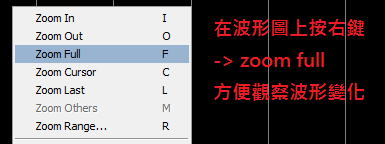 Zoom In I
Zoom Out O
Zoom Full F
Zoom Cursor C
Zoom Last L
Zoom Others M
Zoom Range... R
在波形圖上按右鍵
-> zoom full
方便觀察波形變化